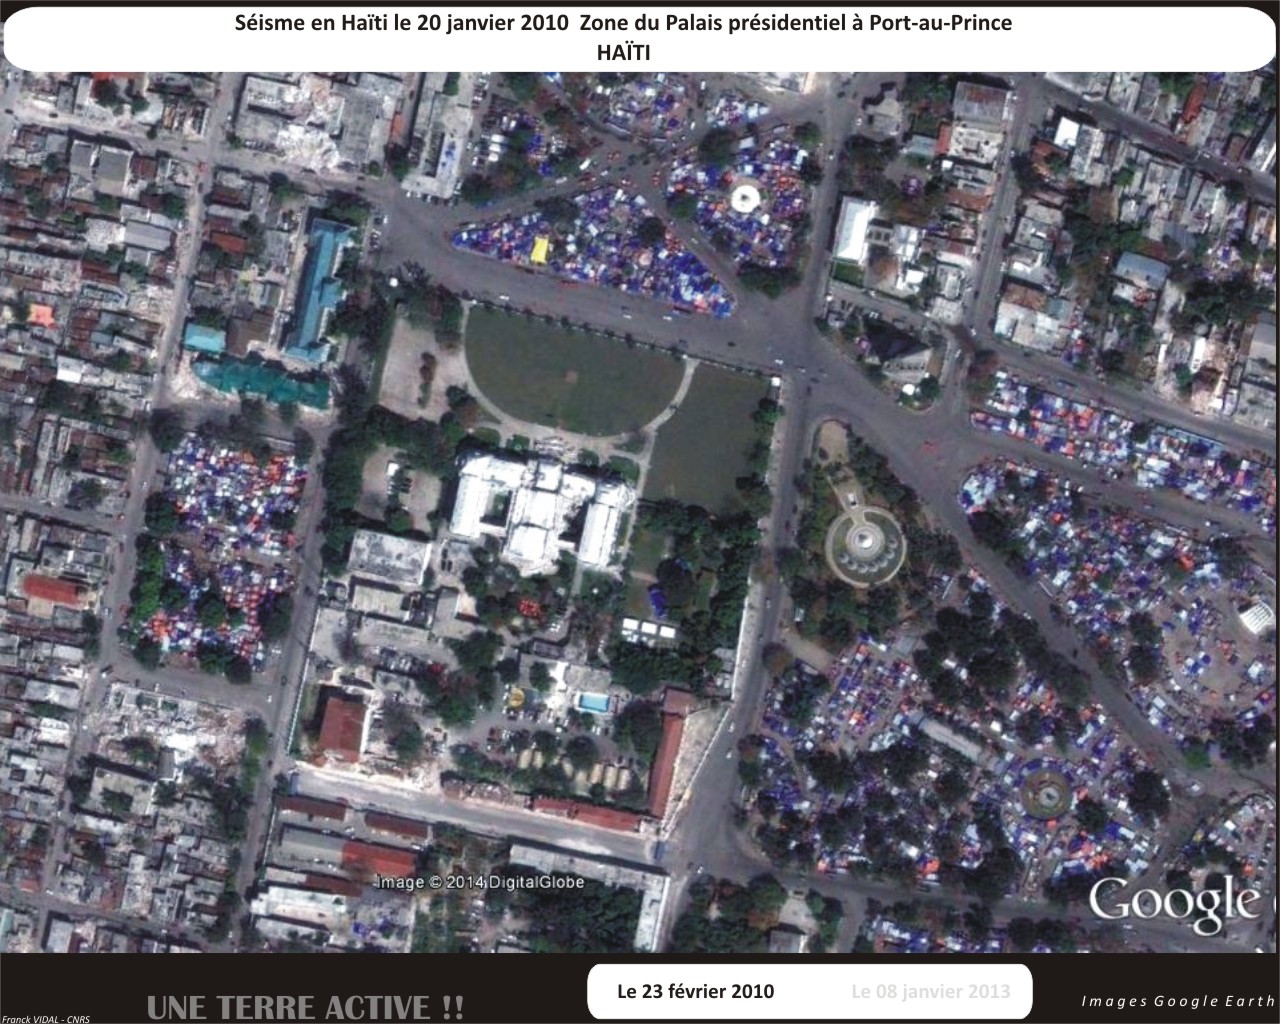 Séisme en Haïti le 20 janvier 2010  Zone du Palais présidentiel à Port-au-Prince
HAÏTI
Image © 2014 DigitalGlobe
Google
UNE TERRE ACTIVE !!
Le 23 février 2010
Le 08 janvier 2013
Images Google Earth
Franck VIDAL - CNRS